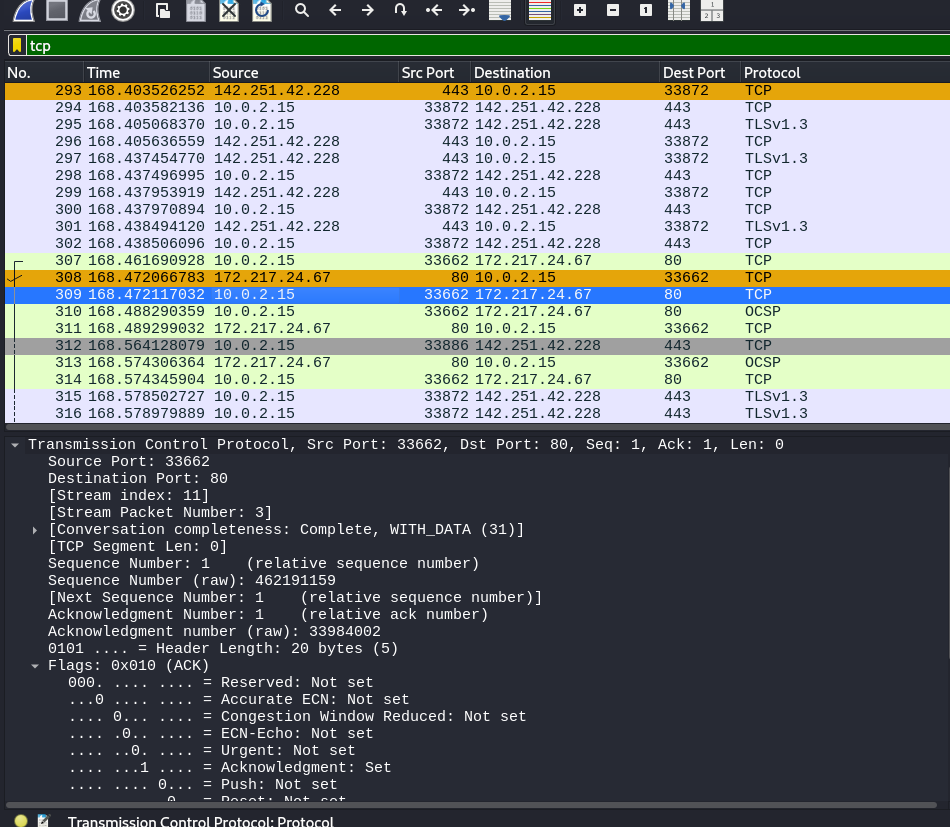 1
1
2 3
tcp
No. Time Source Src Port Destination Dest Port Protocol
293 168.403526252 142.251.42.228 443 10.0.2.15 33872 TCP
294 168.403582136 10.0.2.15 33872 142.251.42.228 443 TCP
295 168.405068370 10.0.2.15 33872 142.251.42.228 443 TLSv1.3
296 168.405636559 142.251.42.228 443 10.0.2.15 33872 TCP
297 168.437454770 142.251.42.228 443 10.0.2.15 33872 TLSv1.3
298 168.437496995 10.0.2.15 33872 142.251.42.228 443 TCP
299 168.437953919 142.251.42.228 443 10.0.2.15 33872 TCP
300 168.437970894 10.0.2.15 33872 142.251.42.228 443 TCP
301 168.438494120 142.251.42.228 443 10.0.2.15 33872 TLSv1.3
302 168.438506096 10.0.2.15 33872 142.251.42.228 443 TCP
307 168.461690928 10.0.2.15 33662 172.217.24.67 80 TCP
308 168.472066783 172.217.24.67 80 10.0.2.15 33662 TCP
309 168.472117032 10.0.2.15 33662 172.217.24.67 80 TCP
310 168.488290359 10.0.2.15 33662 172.217.24.67 80 OCSP
311 168.489299032 172.217.24.67 80 10.0.2.15 33662 TCP
312 168.564128079 10.0.2.15 33886 142.251.42.228 443 TCP
313 168.574306364 172.217.24.67 80 10.0.2.15 33662 OCSP
314 168.574345904 10.0.2.15 33662 172.217.24.67 80 TCP
315 168.578502727 10.0.2.15 33872 142.251.42.228 443 TLSv1.3
316 168.578979889 10.0.2.15 33872 142.251.42.228 443 TLSv1.3
Transmission Control Protocol, Src Port: 33662, Dst Port: 80, Seq: 1, Ack: 1, Len: 0
Source Port: 33662
Destination Port: 80
[Stream index: 11]
[Stream Packet Number: 3]
[Conversation completeness: Complete, WITH_DATA (31)]
[TCP Segment Len: 0]
Sequence Number: 1 (relative sequence number)
Sequence Number (raw): 462191159
[Next Sequence Number: 1 (relative sequence number)]
Acknowledgment Number: 1 (relative ack number)
Acknowledgment number (raw): 33984002
0101 .... = Header Length: 20 bytes (5)
Flags: 0x010 (ACK)
000. .... .... = Reserved: Not set
...0 .... .... = Accurate ECN: Not set
.... 0... .... = Congestion Window Reduced: Not set
.... .0.. .... = ECN-Echo: Not set
.... ..0. .... = Urgent: Not set
.... ...1 .... = Acknowledgment: Set
.... .... 0... = Push: Not set
.... .... .0.. = Reset: Not set
Transmission Control Protocol: Protocol